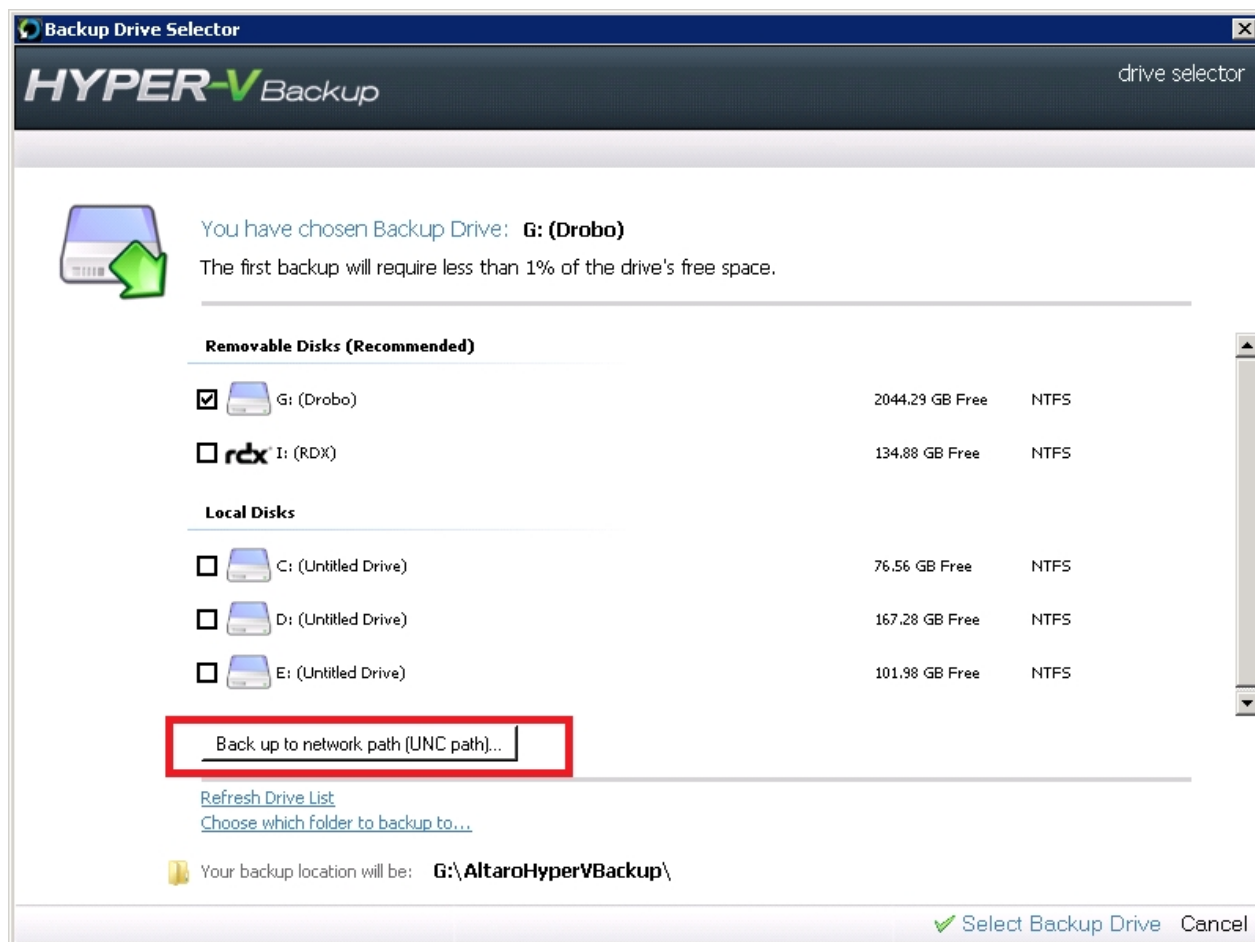 Backup Drive Selector
HYPER-V Backup
drive selector
You have chosen Backup Drive: G: (Drobo)
The first backup will require less than 1% of the drive's free space.
Removable Disks (Recommended)
G: (Drobo) 2044.29 GB Free NTFS
rdx I: (RDX) 134.88 GB Free NTFS
Local Disks
C: (Untitled Drive) 76.56 GB Free NTFS
D: (Untitled Drive) 167.28 GB Free NTFS
E: (Untitled Drive) 101.98 GB Free NTFS
Back up to network path (UNC path)...
Refresh Drive List
Choose which folder to backup to...
Your backup location will be: G:\AltaroHyperVBackup\
Select Backup Drive Cancel